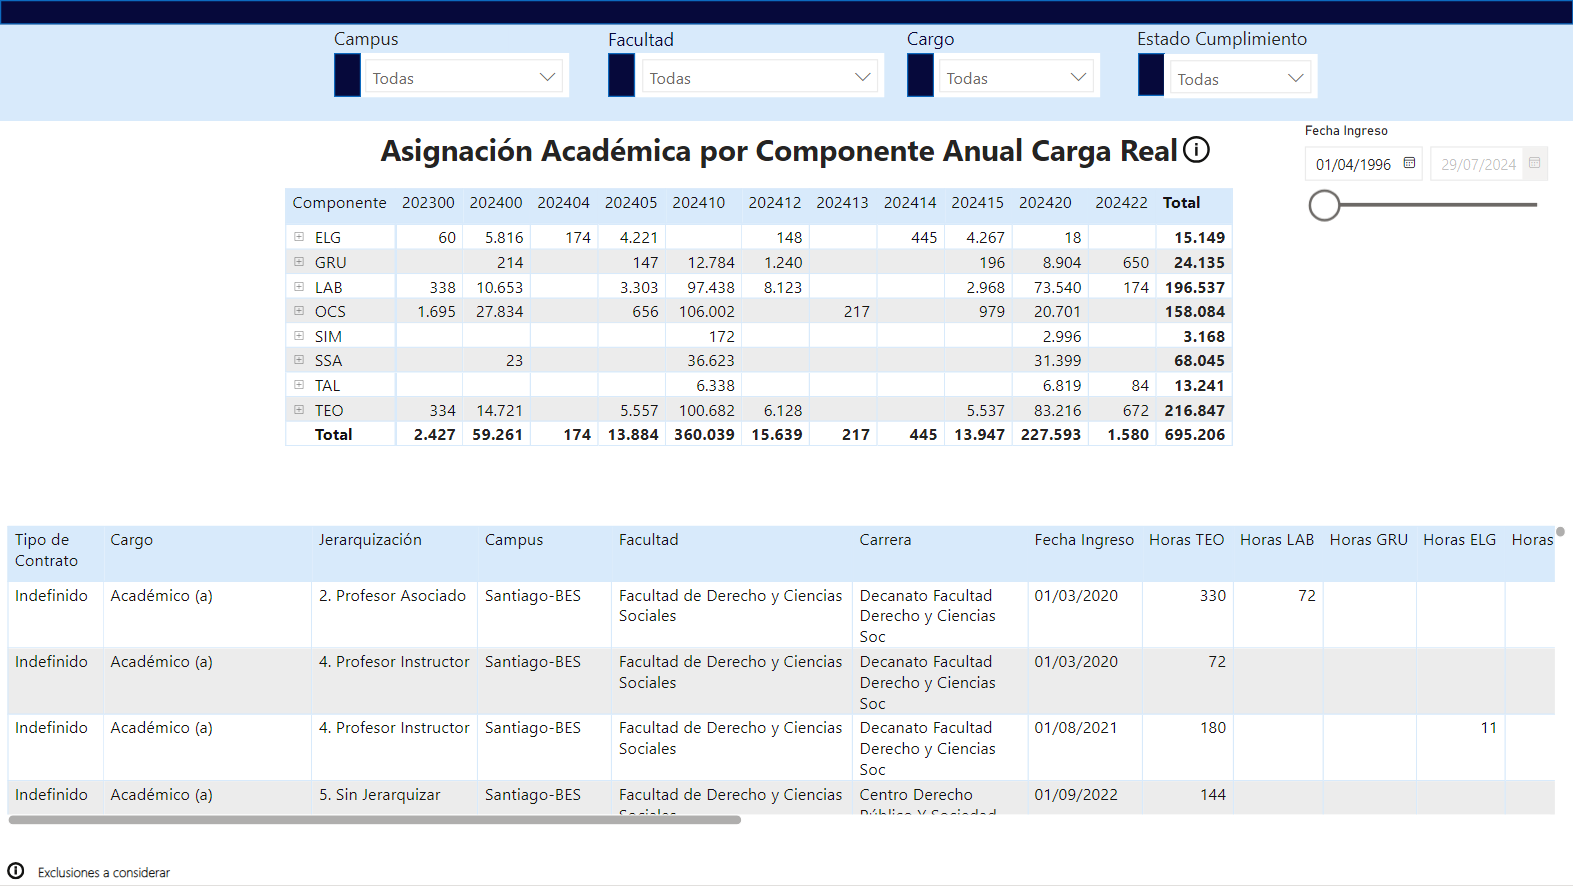 Campus Facultad Cargo Estado Cumplimiento
Todas Todas Todas Todas
Asignación Académica por Componente Anual Carga Real
Fecha Ingreso
01/04/1996 29/07/2024
Componente 202300 202400 202404 202405 202410 202412 202413 202414 202415 202420 202422 Total
ELG 60 5.816 174 4.221 148 445 4.267 18 15.149
GRU 214 147 12.784 1.240 196 8.904 650 24.135
LAB 338 10.653 3.303 97.438 8.123 2.968 73.540 174 196.537
OCS 1.695 27.834 656 106.002 217 979 20.701 158.084
SIM 172 2.996 3.168
SSA 23 36.623 31.399 68.045
TAL 6.338 6.819 84 13.241
TEO 334 14.721 5.557 100.682 6.128 5.537 83.216 672 216.847
Total 2.427 59.261 174 13.884 360.039 15.639 217 445 13.947 227.593 1.580 695.206
Tipo de Contrato Cargo Jerarquización Campus Facultad Carrera Fecha Ingreso Horas TEO Horas LAB Horas GRU Horas ELG Horas
Indefinido Académico (a) 2. Profesor Asociado Santiago-BES Facultad de Derecho y Ciencias Sociales Decanato Facultad Derecho y Ciencias Soc 01/03/2020 330 72
Indefinido Académico (a) 4. Profesor Instructor Santiago-BES Facultad de Derecho y Ciencias Sociales Decanato Facultad Derecho y Ciencias Soc 01/03/2020 72
Indefinido Académico (a) 4. Profesor Instructor Santiago-BES Facultad de Derecho y Ciencias Sociales Decanato Facultad Derecho y Ciencias Soc 01/08/2021 180 11
Indefinido Académico (a) 5. Sin Jerarquizar Santiago-BES Facultad de Derecho y Ciencias Sociales Centro Derecho Público Y Sociedad 01/09/2022 144
Exclusiones a considerar